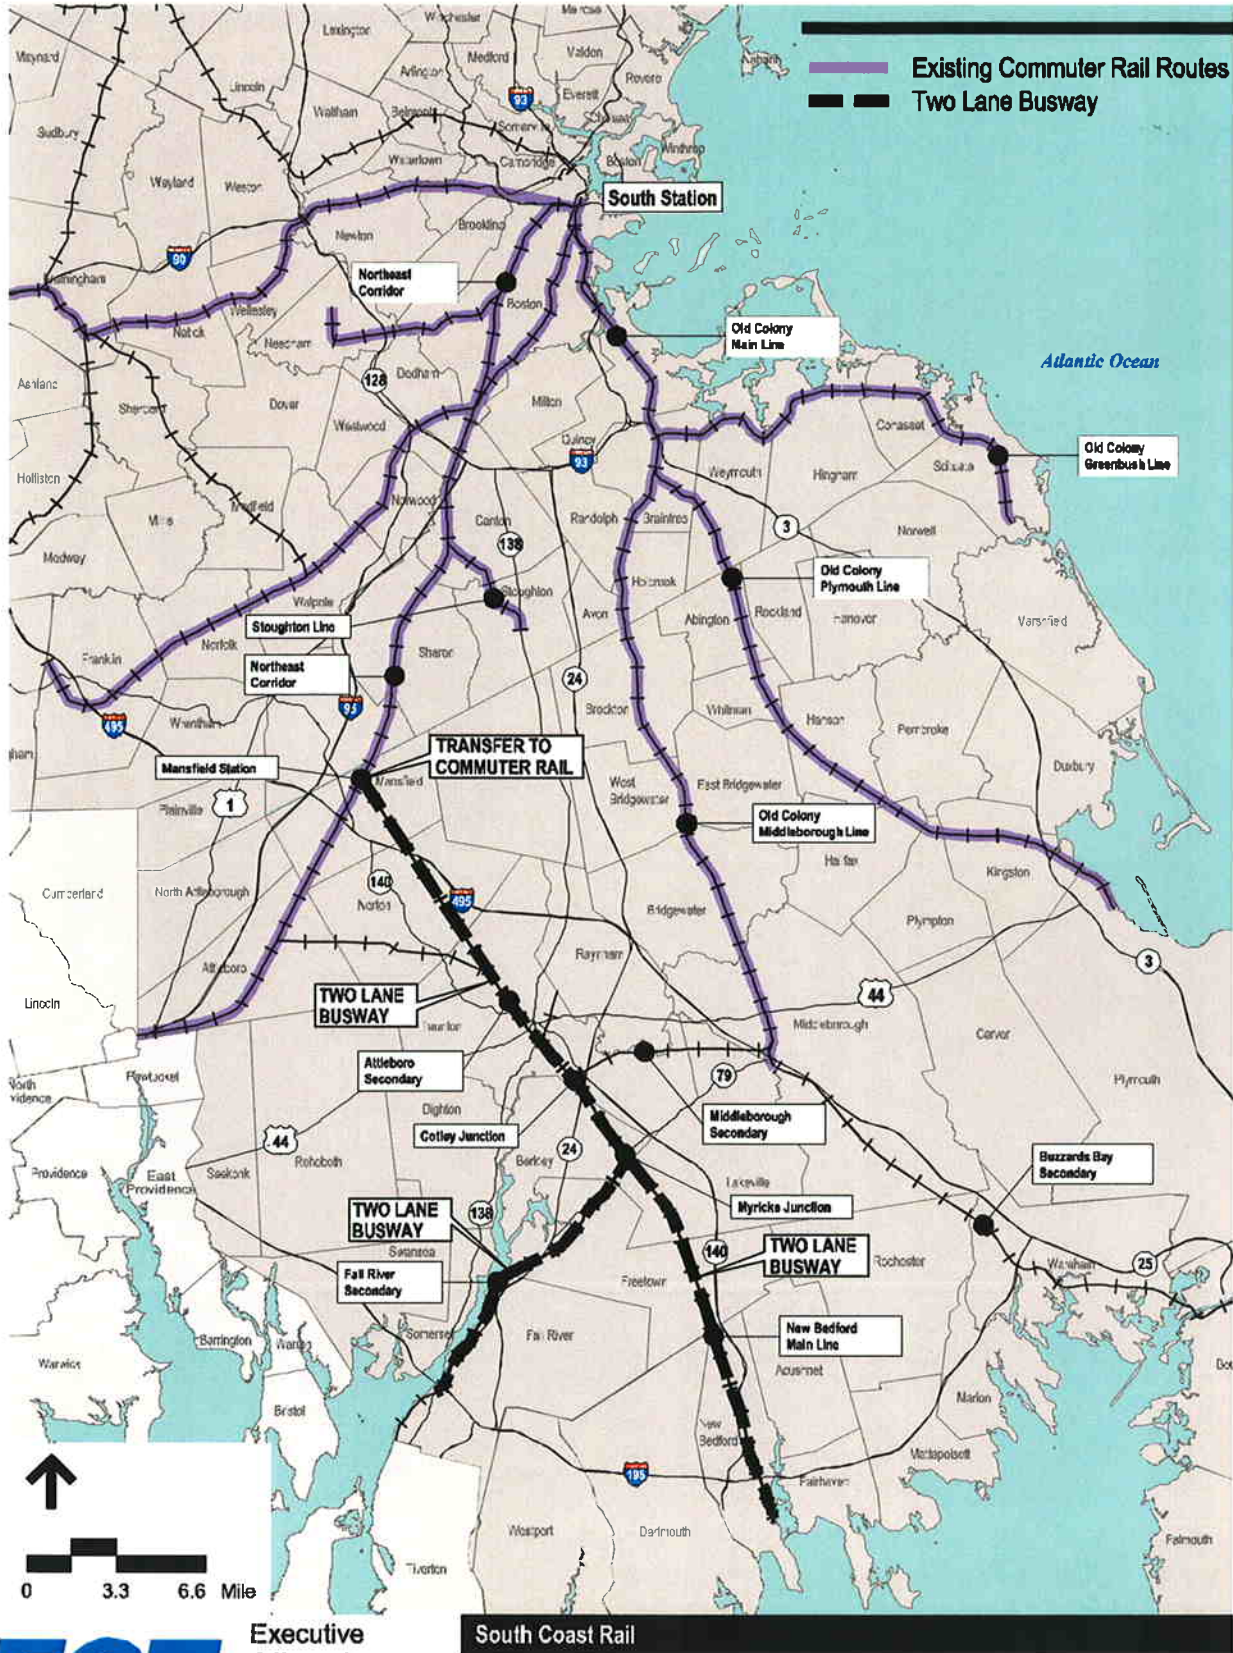 Existing Commuter Rail Routes
Two Lane Busway
Lexington
Winchester
Medford
Maynard
Lincoln
Arlington
Revere
Everett
93
Waltham
Belmont
Sudbury
Winthrop
Watertown
Cambridge
Boston
Wayland
Weston
South Station
Brookline
Newton
90
Framingham
Northeast
Corridor
Boston
Natick
Wellesley
Needham
Old Colony
Main Line
Atlantic Ocean
Ashland
128
Dedham
Sherborn
Dover
Milton
Westwood
Cohasset
Quincy
93
Old Colony
Greenbush Line
Holliston
Weymouth
Hingham
Scituate
Medfield
Millis
Norwood
Canton
Randolph
Braintree
3
Norwell
Medway
138
Old Colony
Plymouth Line
Holbrook
Stoughton
Walpole
Avon
Abington
Rockland
Hanover
Marshfield
Stoughton Line
Norfolk
Sharon
Franklin
Northeast
Corridor
24
95
495
Wrentham
Brockton
Whitman
Hanson
Pembroke
TRANSFER TO
COMMUTER RAIL
Mansfield Station
Mansfield
Duxbury
West
Bridgewater
East Bridgewater
Plainville
1
Old Colony
Middleborough Line
Halifax
Kingston
Cumberland
North Attleborough
140
Norton
495
Bridgewater
Plympton
Raynham
3
Attleboro
44
Lincoln
TWO LANE
BUSWAY
Taunton
Middleborough
Carver
Attleboro
Secondary
79
Plymouth
North
Pawtucket
Dighton
Middleborough
Secondary
Cotley Junction
44
24
Rehoboth
Berkley
Buzzards Bay
Secondary
Providence
East
Providence
Seekonk
Lakeville
Myricks Junction
TWO LANE
BUSWAY
138
140
TWO LANE
BUSWAY
Swansea
Rochester
Wareham
25
Fall River
Secondary
Freetown
New Bedford
Main Line
Somerset
Fall River
Barrington
Warren
Warwick
Acushnet
Marion
Bristol
New
Bedford
Mattapoisett
195
Fairhaven
Westport
Dartmouth
Falmouth
Tiverton
0 3.3 6.6 Mile
Executive
South Coast Rail